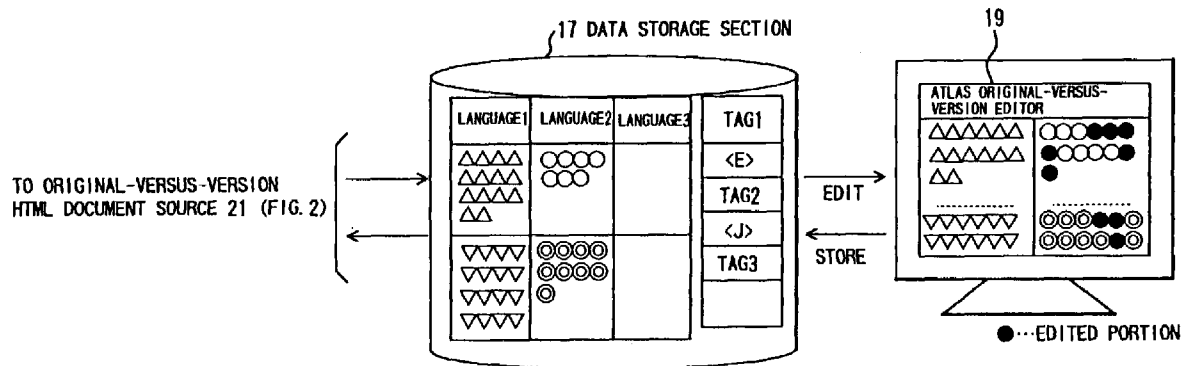 17 DATA STORAGE SECTION
19
ATLAS ORIGINAL-VERSUS-
VERSION EDITOR
LANGUAGE1 LANGUAGE2 LANGUAGE3 TAG1
<E>
TAG2
<J>
TAG3
TO ORIGINAL-VERSUS-VERSION
HTML DOCUMENT SOURCE 21 (FIG. 2)
EDIT
STORE
●···EDITED PORTION